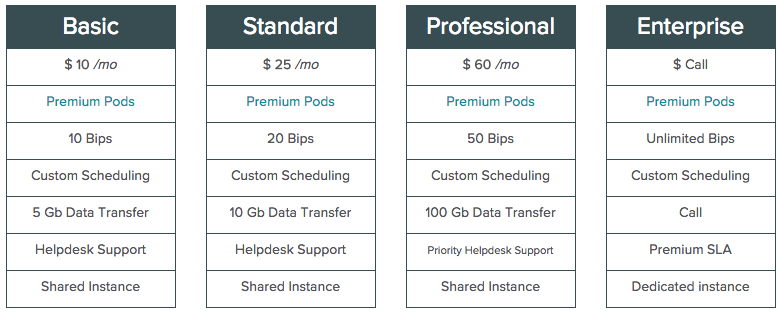 Basic
$ 10 /mo
Premium Pods
10 Bips
Custom Scheduling
5 Gb Data Transfer
Helpdesk Support
Shared Instance
Standard
$ 25 /mo
Premium Pods
20 Bips
Custom Scheduling
10 Gb Data Transfer
Helpdesk Support
Shared Instance
Professional
$ 60 /mo
Premium Pods
50 Bips
Custom Scheduling
100 Gb Data Transfer
Priority Helpdesk Support
Shared Instance
Enterprise
$ Call
Premium Pods
Unlimited Bips
Custom Scheduling
Call
Premium SLA
Dedicated instance